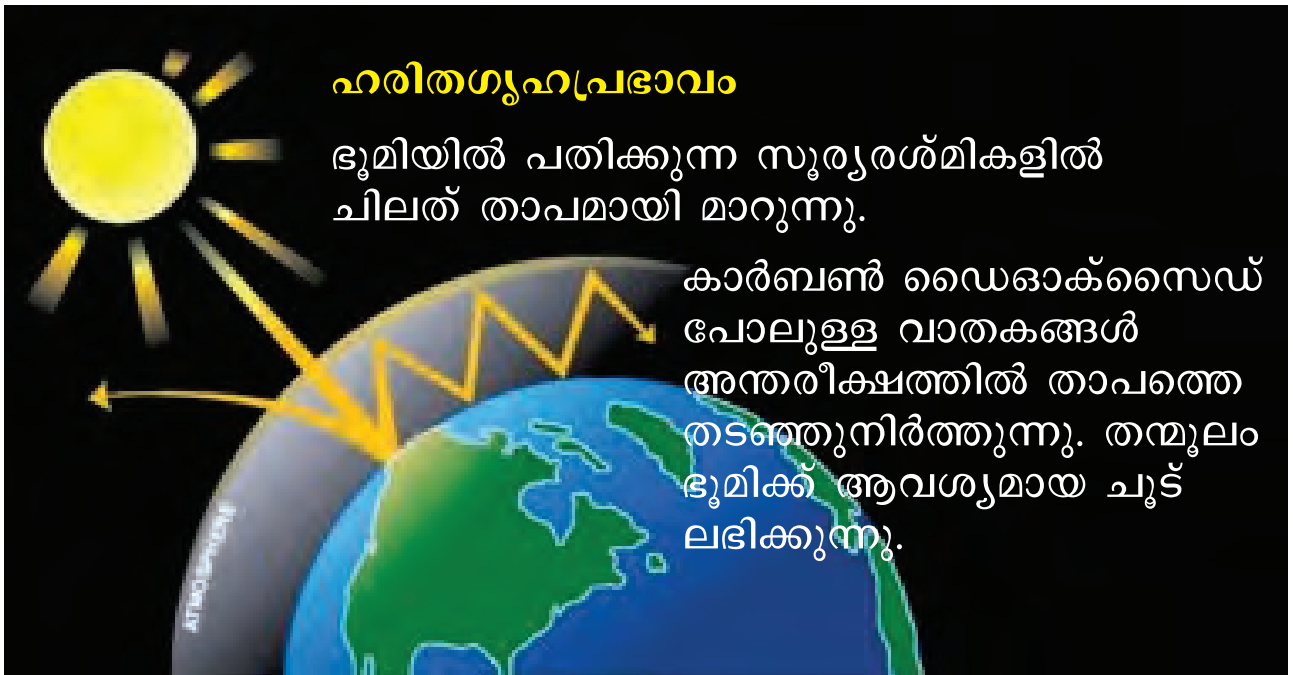 ഹരിതഗൃഹപ്രഭാവം
ഭൂമിയിൽ പതിക്കുന്ന സൂര്യരശ്മികളിൽ
ചിലത് താപമായി മാറുന്നു.
കാർബൺ ഡൈഓക്സൈഡ്
പോലുള്ള വാതകങ്ങൾ
അന്തരീക്ഷത്തിൽ താപത്തെ
തടഞ്ഞുനിർത്തുന്നു. തന്മൂലം
ഭൂമിക്ക് ആവശ്യമായ ചൂട്
ലഭിക്കുന്നു.